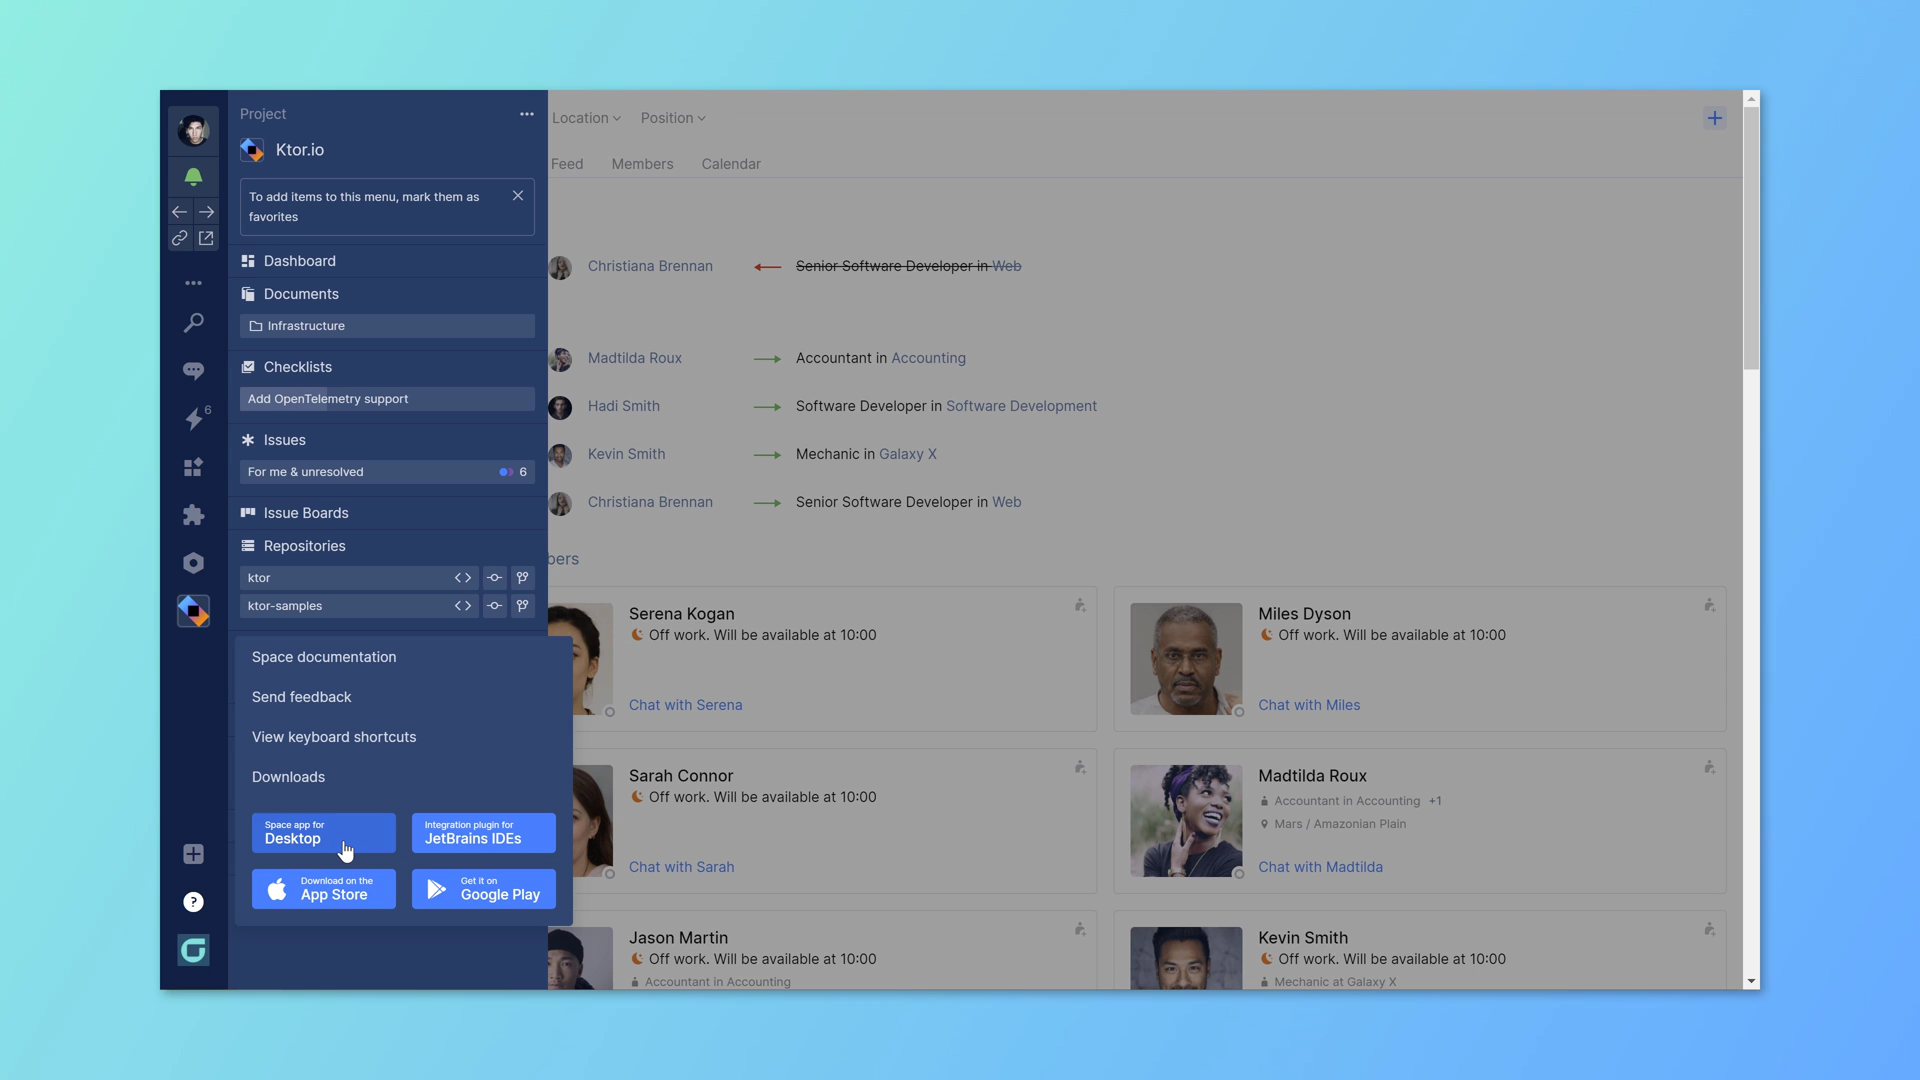 Project
Ktor.io
To add items to this menu, mark them as
favorites
Dashboard
Documents
Infrastructure
Checklists
Add OpenTelemetry support
Issues
For me & unresolved 6
Issue Boards
Repositories
ktor
ktor-samples
6
Space documentation
Send feedback
View keyboard shortcuts
Downloads
Space app for
Desktop
Integration plugin for
JetBrains IDEs
Download on the
App Store
Get it on
Google Play
?
Location Position
Feed Members Calendar
Christiana Brennan Senior Software Developer in Web
Madtilda Roux Accountant in Accounting
Hadi Smith Software Developer in Software Development
Kevin Smith Mechanic in Galaxy X
Christiana Brennan Senior Software Developer in Web
bers
Serena Kogan
Off work. Will be available at 10:00
Chat with Serena
Miles Dyson
Off work. Will be available at 10:00
Chat with Miles
Sarah Connor
Off work. Will be available at 10:00
Chat with Sarah
Madtilda Roux
Accountant in Accounting +1
Mars / Amazonian Plain
Chat with Madtilda
Jason Martin
Off work. Will be available at 10:00
Accountant in Accounting
Kevin Smith
Off work. Will be available at 10:00
Mechanic at Galaxy X